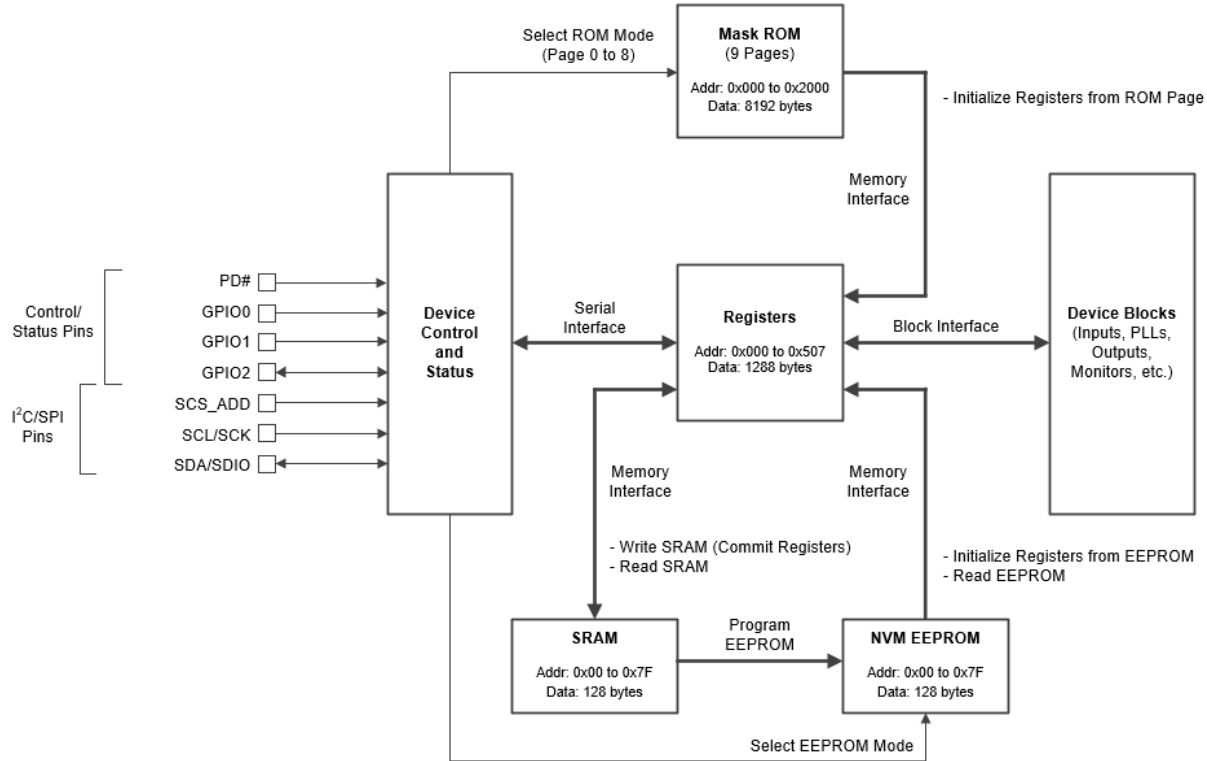 Select ROM Mode
(Page 0 to 8)
Mask ROM
(9 Pages)
Addr: 0x000 to 0x2000
Data: 8192 bytes
- Initialize Registers from ROM Page
Memory
Interface
Control/
Status Pins
PD#
GPIO0
GPIO1
GPIO2
I²C/SPI
Pins
SCS_ADD
SCL/SCK
SDA/SDIO
Device
Control
and
Status
Serial
Interface
Registers
Addr: 0x000 to 0x507
Data: 1288 bytes
Block Interface
Device Blocks
(Inputs, PLLs,
Outputs,
Monitors, etc.)
Memory
Interface
- Write SRAM (Commit Registers)
- Read SRAM
Memory
Interface
- Initialize Registers from EEPROM
- Read EEPROM
SRAM
Addr: 0x00 to 0x7F
Data: 128 bytes
Program
EEPROM
NVM EEPROM
Addr: 0x00 to 0x7F
Data: 128 bytes
Select EEPROM Mode